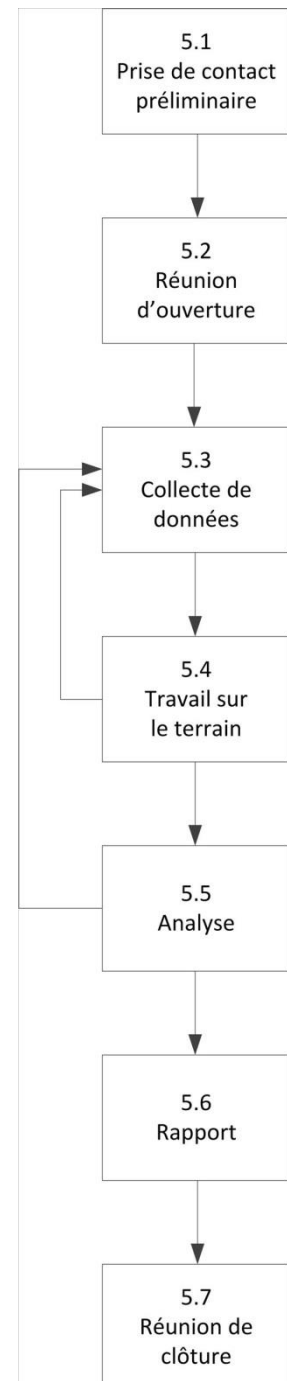 5.1
Prise de contact
préliminaire
5.2
Réunion
d’ouverture
5.3
Collecte de
données
5.4
Travail sur
le terrain
5.5
Analyse
5.6
Rapport
5.7
Réunion de
clôture